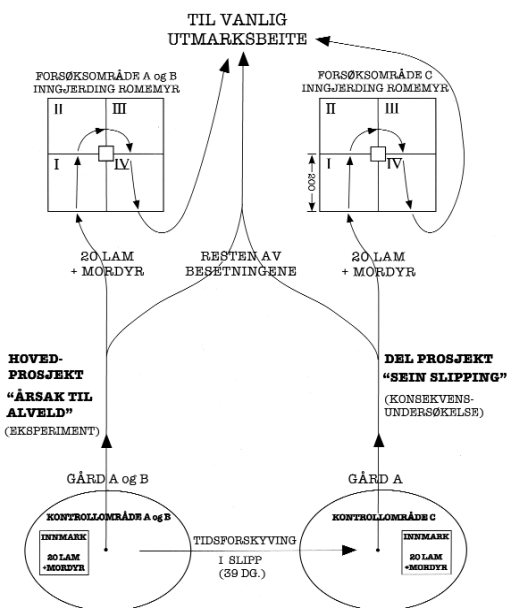 TIL VANLIG
UTMARKSBEITE
FORSØKSOMRÅDE A og B
INNGJERDING ROMEMYR
II
III
I
IV
FORSØKSOMRÅDE C
INNGJERDING ROMEMYR
II
III
I
IV
200
20 LAM
+ MORDYR
RESTEN AV
BESETNINGENE
20 LAM
+ MORDYR
HOVED-
PROSJEKT
"ÅRSAK TIL
ALVELD"
(EKSPERIMENT)
DEL PROSJEKT
"SEIN SLIPPING"
(KONSEKVENS-
UNDERSØKELSE)
GÅRD A og B
KONTROLLOMRÅDE A og B
INNMARK
20 LAM
+MORDYR
TIDSFORSKYVING
I SLIPP
(39 DG.)
GÅRD A
KONTROLLOMRÅDE C
INNMARK
20 LAM
+MORDYR